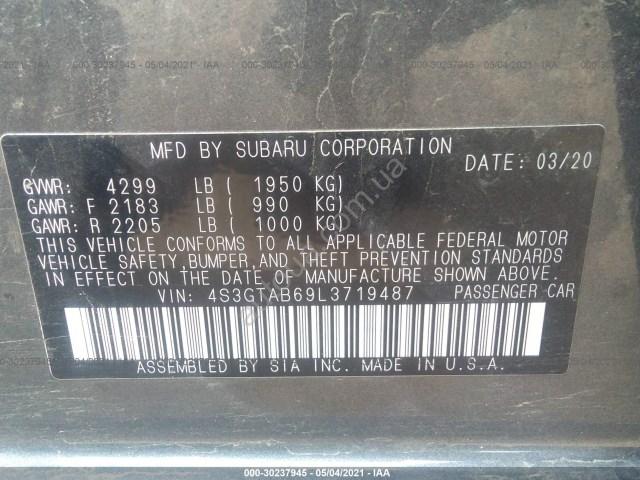 000-30237945 - 05/04/2021 - IAA
MFD BY SUBARU CORPORATION
DATE: 03/20
GVWR: 4299 LB ( 1950 KG)
GAWR: F 2183 LB ( 990 KG)
GAWR: R 2205 LB ( 1000 KG)
THIS VEHICLE CONFORMS TO ALL APPLICABLE FEDERAL MOTOR
VEHICLE SAFETY,BUMPER,AND THEFT PREVENTION STANDARDS
IN EFFECT ON THE DATE OF MANUFACTURE SHOWN ABOVE.
VIN: 4S3GTAB69L3719487 PASSENGER CAR
ASSEMBLED BY SIA INC. MADE IN U.S.A.
000-30237945 - 05/04/2021 - IAA